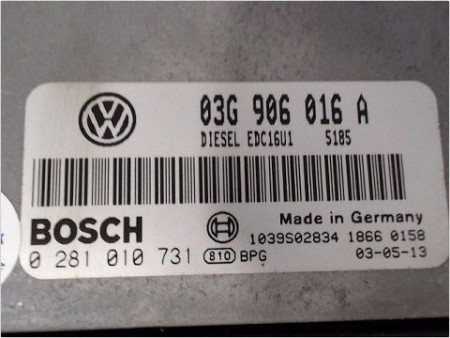 03G 906 016 A
DIESEL EDC16U1 5185
BOSCH
Made in Germany
1039S02834 1866 0158
0 281 010 731 810 BPG 03-05-13